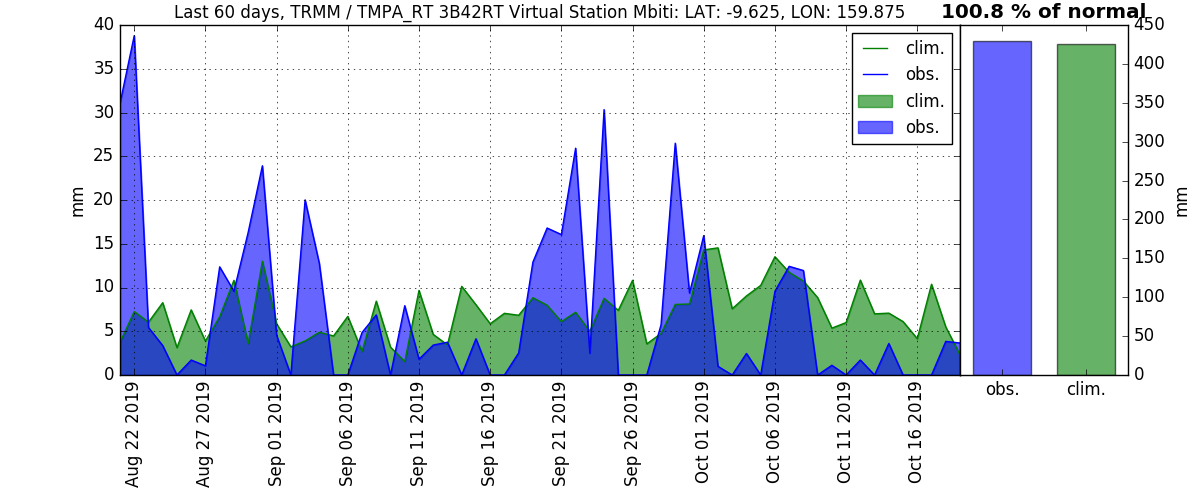 Last 60 days, TRMM / TMPA_RT 3B42RT Virtual Station Mbiti: LAT: -9.625, LON: 159.875
100.8 % of normal
mm
40
35
30
25
20
15
10
5
0
clim.
obs.
clim.
obs.
450
400
350
300
250
200
150
100
50
0
mm
obs.
clim.
Aug 22 2019
Aug 27 2019
Sep 01 2019
Sep 06 2019
Sep 11 2019
Sep 16 2019
Sep 21 2019
Sep 26 2019
Oct 01 2019
Oct 06 2019
Oct 11 2019
Oct 16 2019